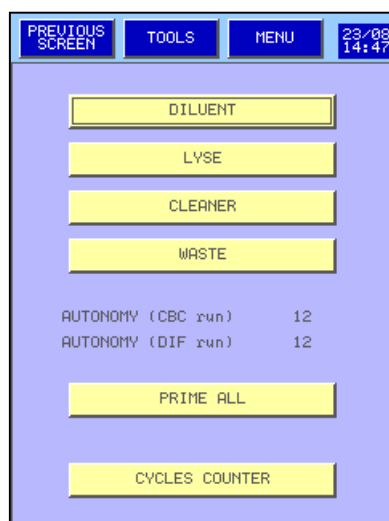 PREVIOUS SCREEN
TOOLS
MENU
23/08
14:47
DILUENT
LYSE
CLEANER
WASTE
AUTONOMY (CBC run) 12
AUTONOMY (DIF run) 12
PRIME ALL
CYCLES COUNTER